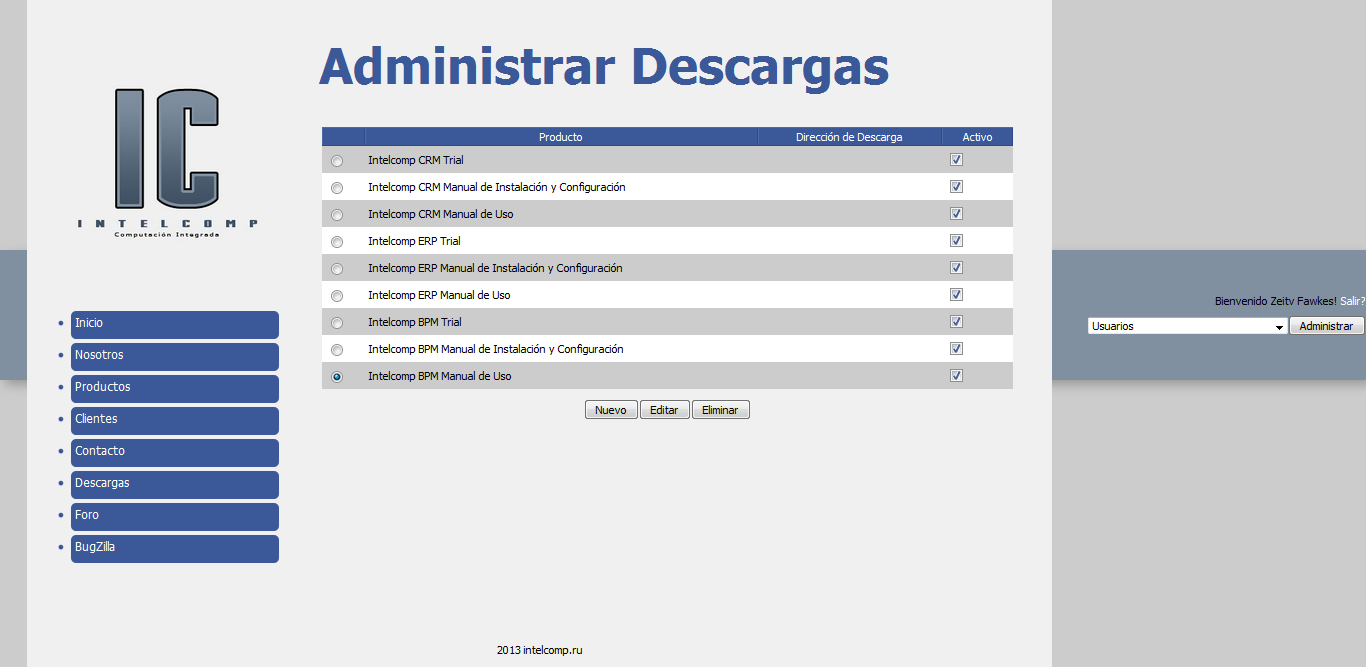 Administrar Descargas
IC
INTELCOMP
Computación Integrada
Inicio
Nosotros
Productos
Clientes
Contacto
Descargas
Foro
BugZilla
Producto Dirección de Descarga Activo
Intelcomp CRM Trial
Intelcomp CRM Manual de Instalación y Configuración
Intelcomp CRM Manual de Uso
Intelcomp ERP Trial
Intelcomp ERP Manual de Instalación y Configuración
Intelcomp ERP Manual de Uso
Intelcomp BPM Trial
Intelcomp BPM Manual de Instalación y Configuración
Intelcomp BPM Manual de Uso
Nuevo Editar Eliminar
Bienvenido Zeitv Fawkes! Salir?
Usuarios Administrar
2013 intelcomp.ru